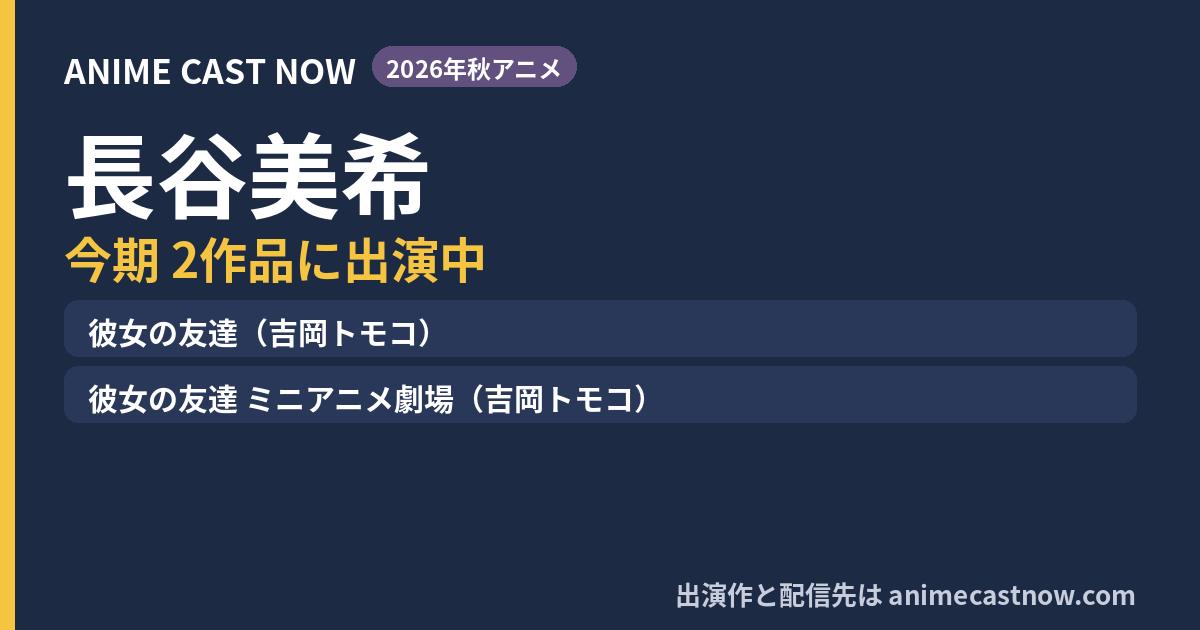 ANIME CAST NOW 2026年秋アニメ
長谷美希
今期 2作品に出演中
彼女の友達（吉岡トモコ）
彼女の友達 ミニアニメ劇場（吉岡トモコ）
出演作と配信先は animecastnow.com